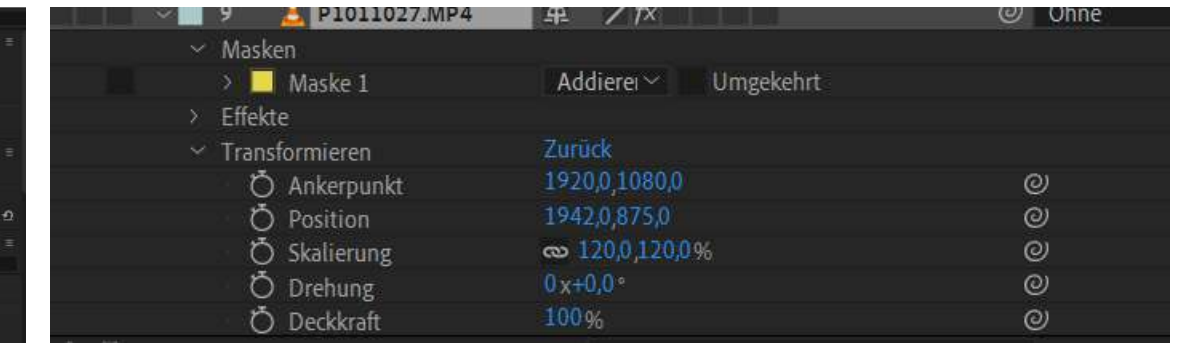 9 P1011027.MP4 Ohne
Masken
Maske 1 Addierei Umgekehrt
Effekte
Transformieren Zurück
Ankerpunkt 1920,0,1080,0
Position 1942,0,875,0
Skalierung 120,0,120,0%
Drehung 0x+0,0°
Deckkraft 100%